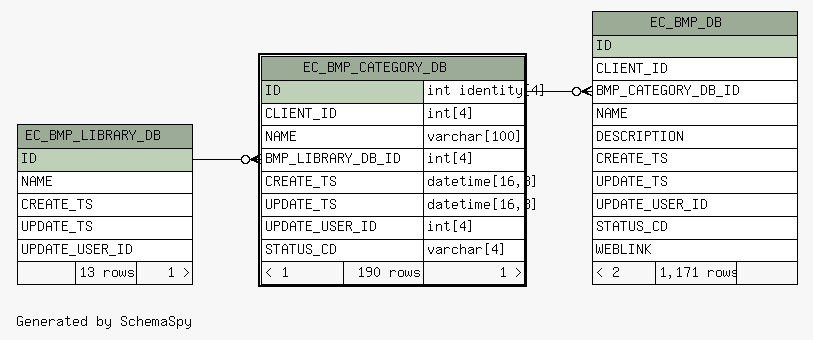 EC_BMP_LIBRARY_DB
ID
NAME
CREATE_TS
UPDATE_TS
UPDATE_USER_ID
13 rows 1 >
EC_BMP_CATEGORY_DB
ID int identity[4]
CLIENT_ID int[4]
NAME varchar[100]
BMP_LIBRARY_DB_ID int[4]
CREATE_TS datetime[16,3]
UPDATE_TS datetime[16,3]
UPDATE_USER_ID int[4]
STATUS_CD varchar[4]
< 1 190 rows 1 >
EC_BMP_DB
ID
CLIENT_ID
BMP_CATEGORY_DB_ID
NAME
DESCRIPTION
CREATE_TS
UPDATE_TS
UPDATE_USER_ID
STATUS_CD
WEBLINK
< 2 1,171 rows
Generated by SchemaSpy